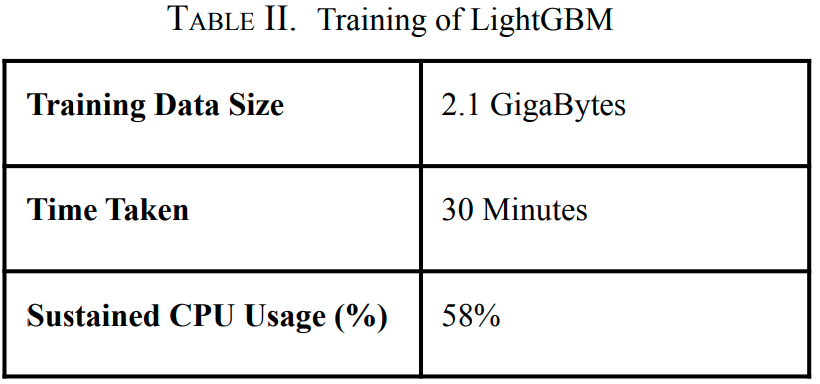 TABLE II. Training of LightGBM
Training Data Size 2.1 GigaBytes
Time Taken 30 Minutes
Sustained CPU Usage (%) 58%